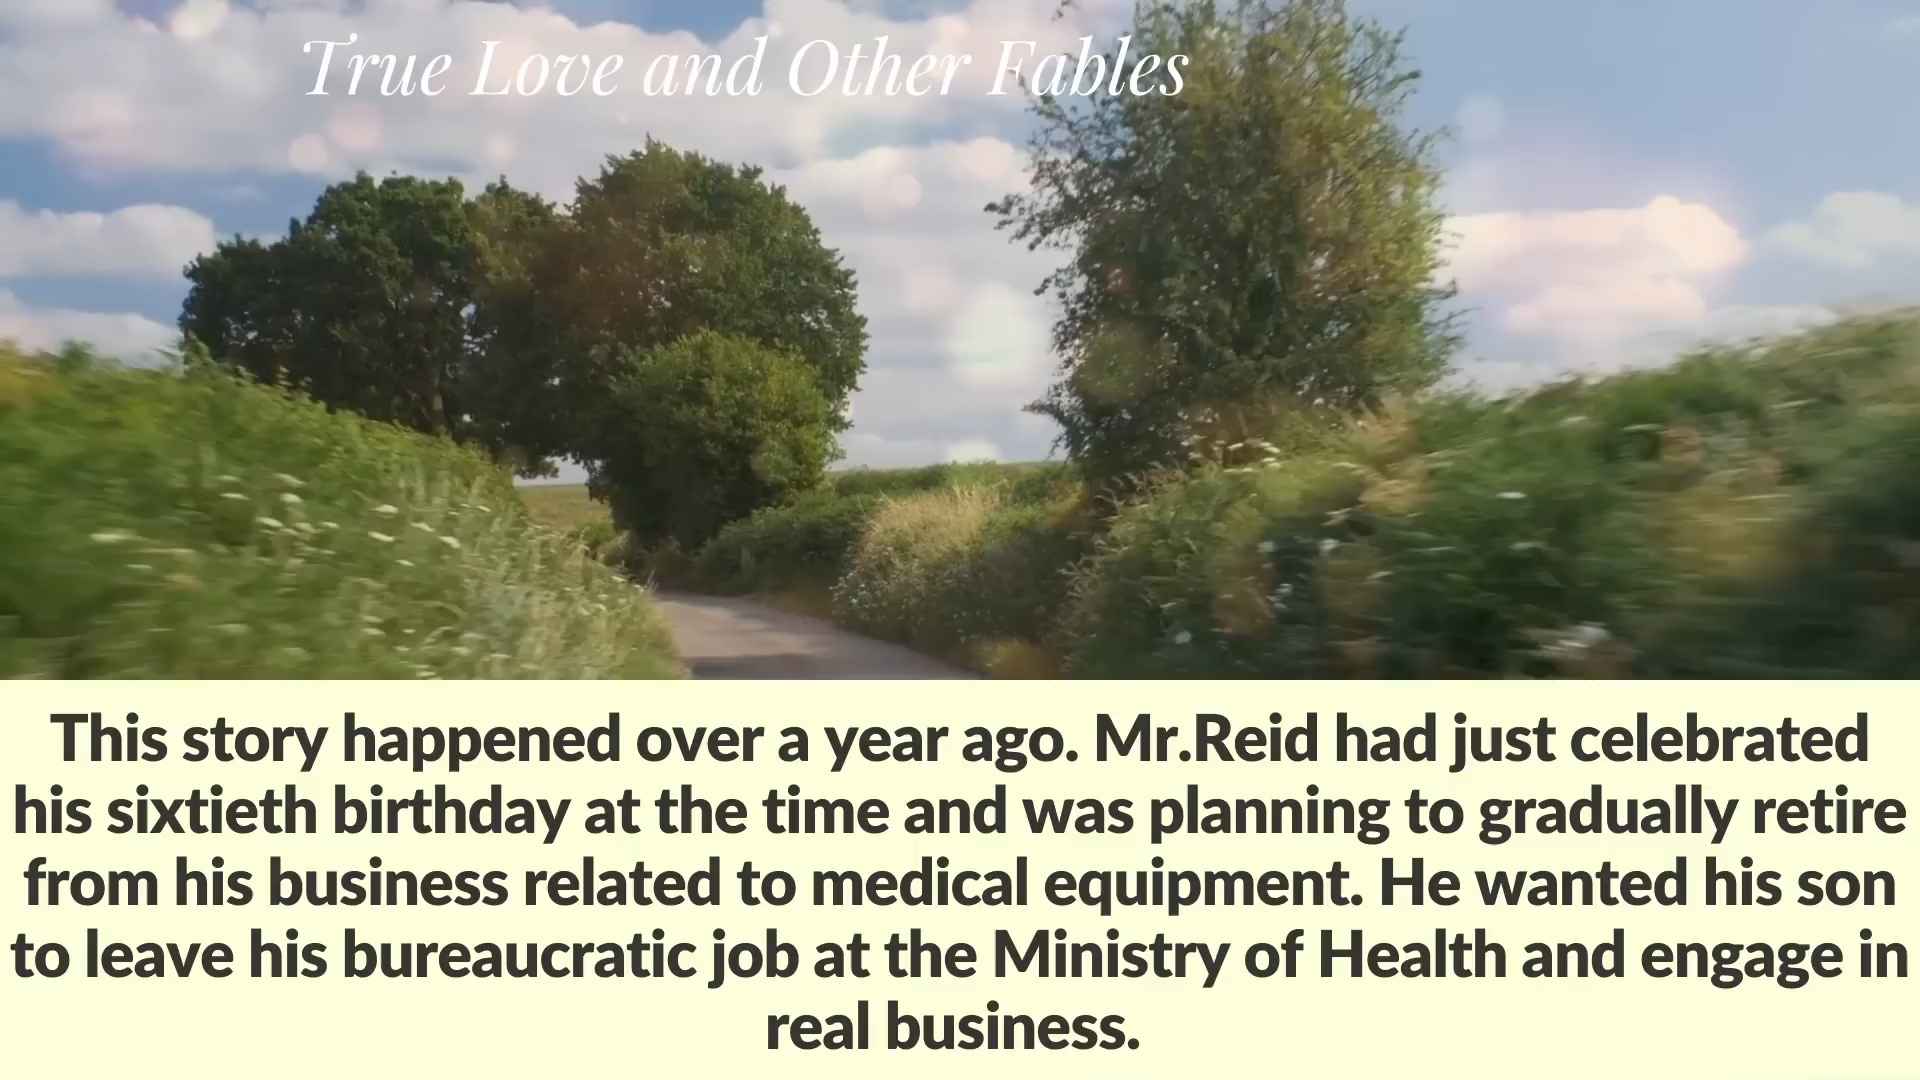 True Love and Other Fables
This story happened over a year ago. Mr.Reid had just celebrated
his sixtieth birthday at the time and was planning to gradually retire
from his business related to medical equipment. He wanted his son
to leave his bureaucratic job at the Ministry of Health and engage in
real business.